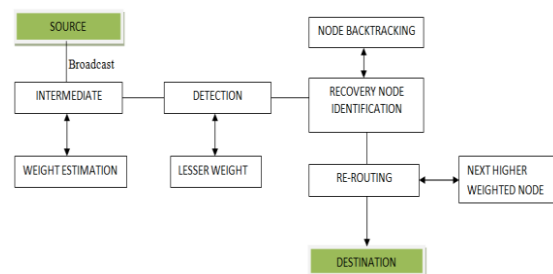 SOURCE
NODE BACKTRACKING
Broadcast
INTERMEDIATE
DETECTION
RECOVERY NODE
IDENTIFICATION
WEIGHT ESTIMATION
LESSER WEIGHT
RE-ROUTING
NEXT HIGHER
WEIGHTED NODE
DESTINATION